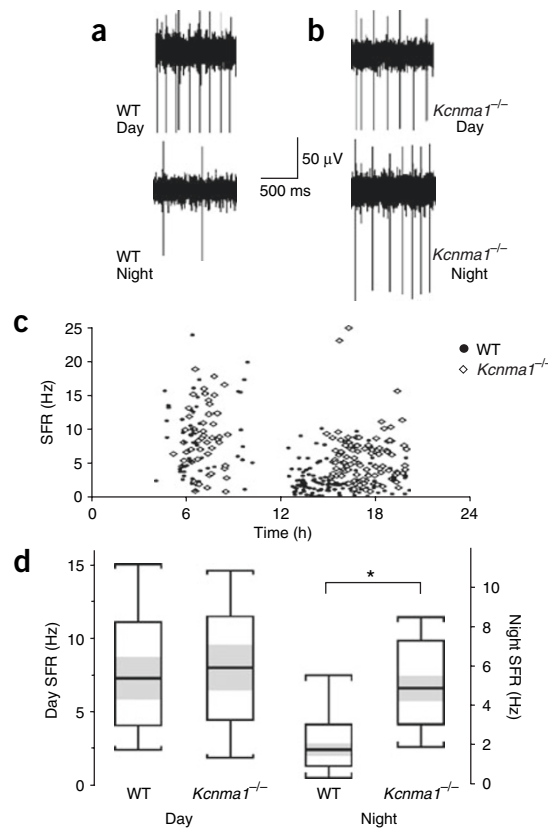 a
b
WT
Day
Kcnma1–/–
Day
50 μV
500 ms
WT
Night
Kcnma1–/–
Night
c
25
20
15
10
5
0
SFR (Hz)
0
6
12
18
24
Time (h)
WT
Kcnma1–/–
d
15
10
5
0
Day SFR (Hz)
*
10
8
6
4
2
0
Night SFR (Hz)
WT
Kcnma1–/–
WT
Kcnma1–/–
Day
Night